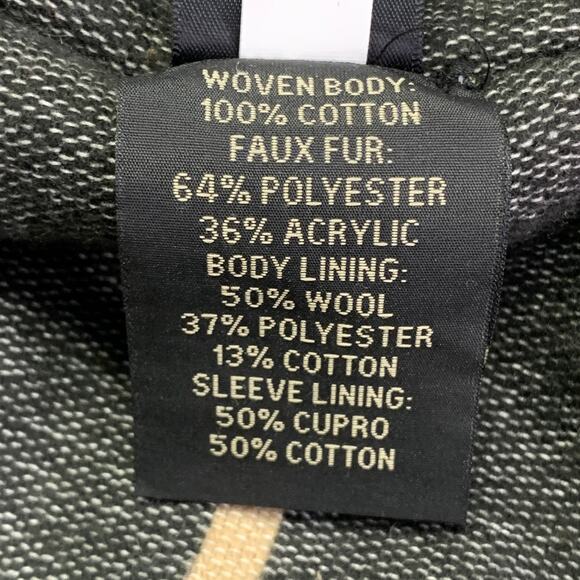 WOVEN BODY:
100% COTTON
FAUX FUR:
64% POLYESTER
36% ACRYLIC
BODY LINING:
50% WOOL
37% POLYESTER
13% COTTON
SLEEVE LINING:
50% CUPRO
50% COTTON